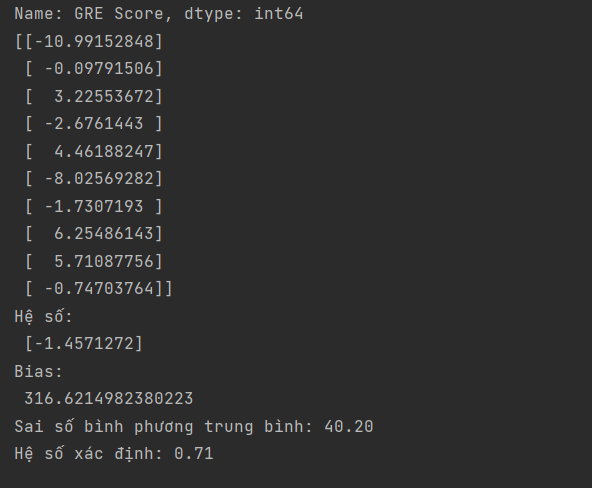 Name: GRE Score, dtype: int64
[[-10.99152848]
 [ -0.09791506]
 [  3.22553672]
 [ -2.6761443 ]
 [  4.46188247]
 [ -8.02569282]
 [ -1.7307193 ]
 [  6.25486143]
 [  5.71087756]
 [ -0.74703764]]
Hệ số:
 [-1.4571272]
Bias:
 316.6214982380223
Sai số bình phương trung bình: 40.20
Hệ số xác định: 0.71